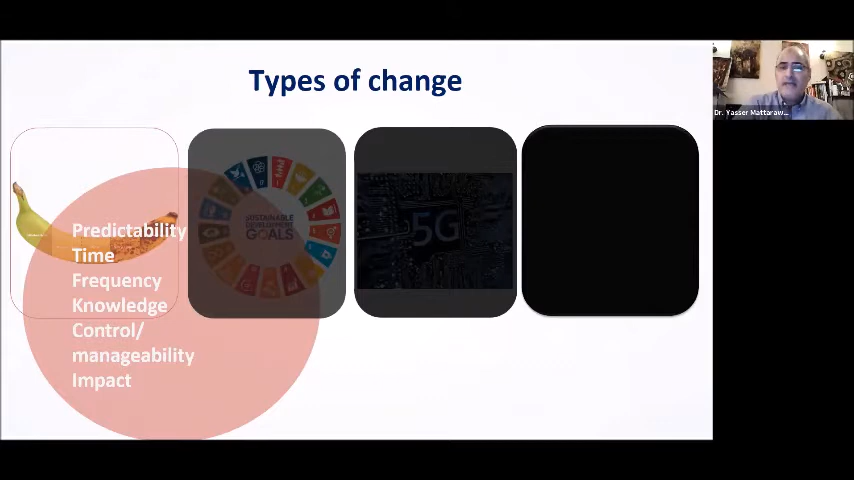 Types of change
Dr. Yasser Mattaraw...
Predictability
Time
Frequency
Knowledge
Control/
manageability
Impact
SUSTAINABLE
DEVELOPMENT
GOALS
5G